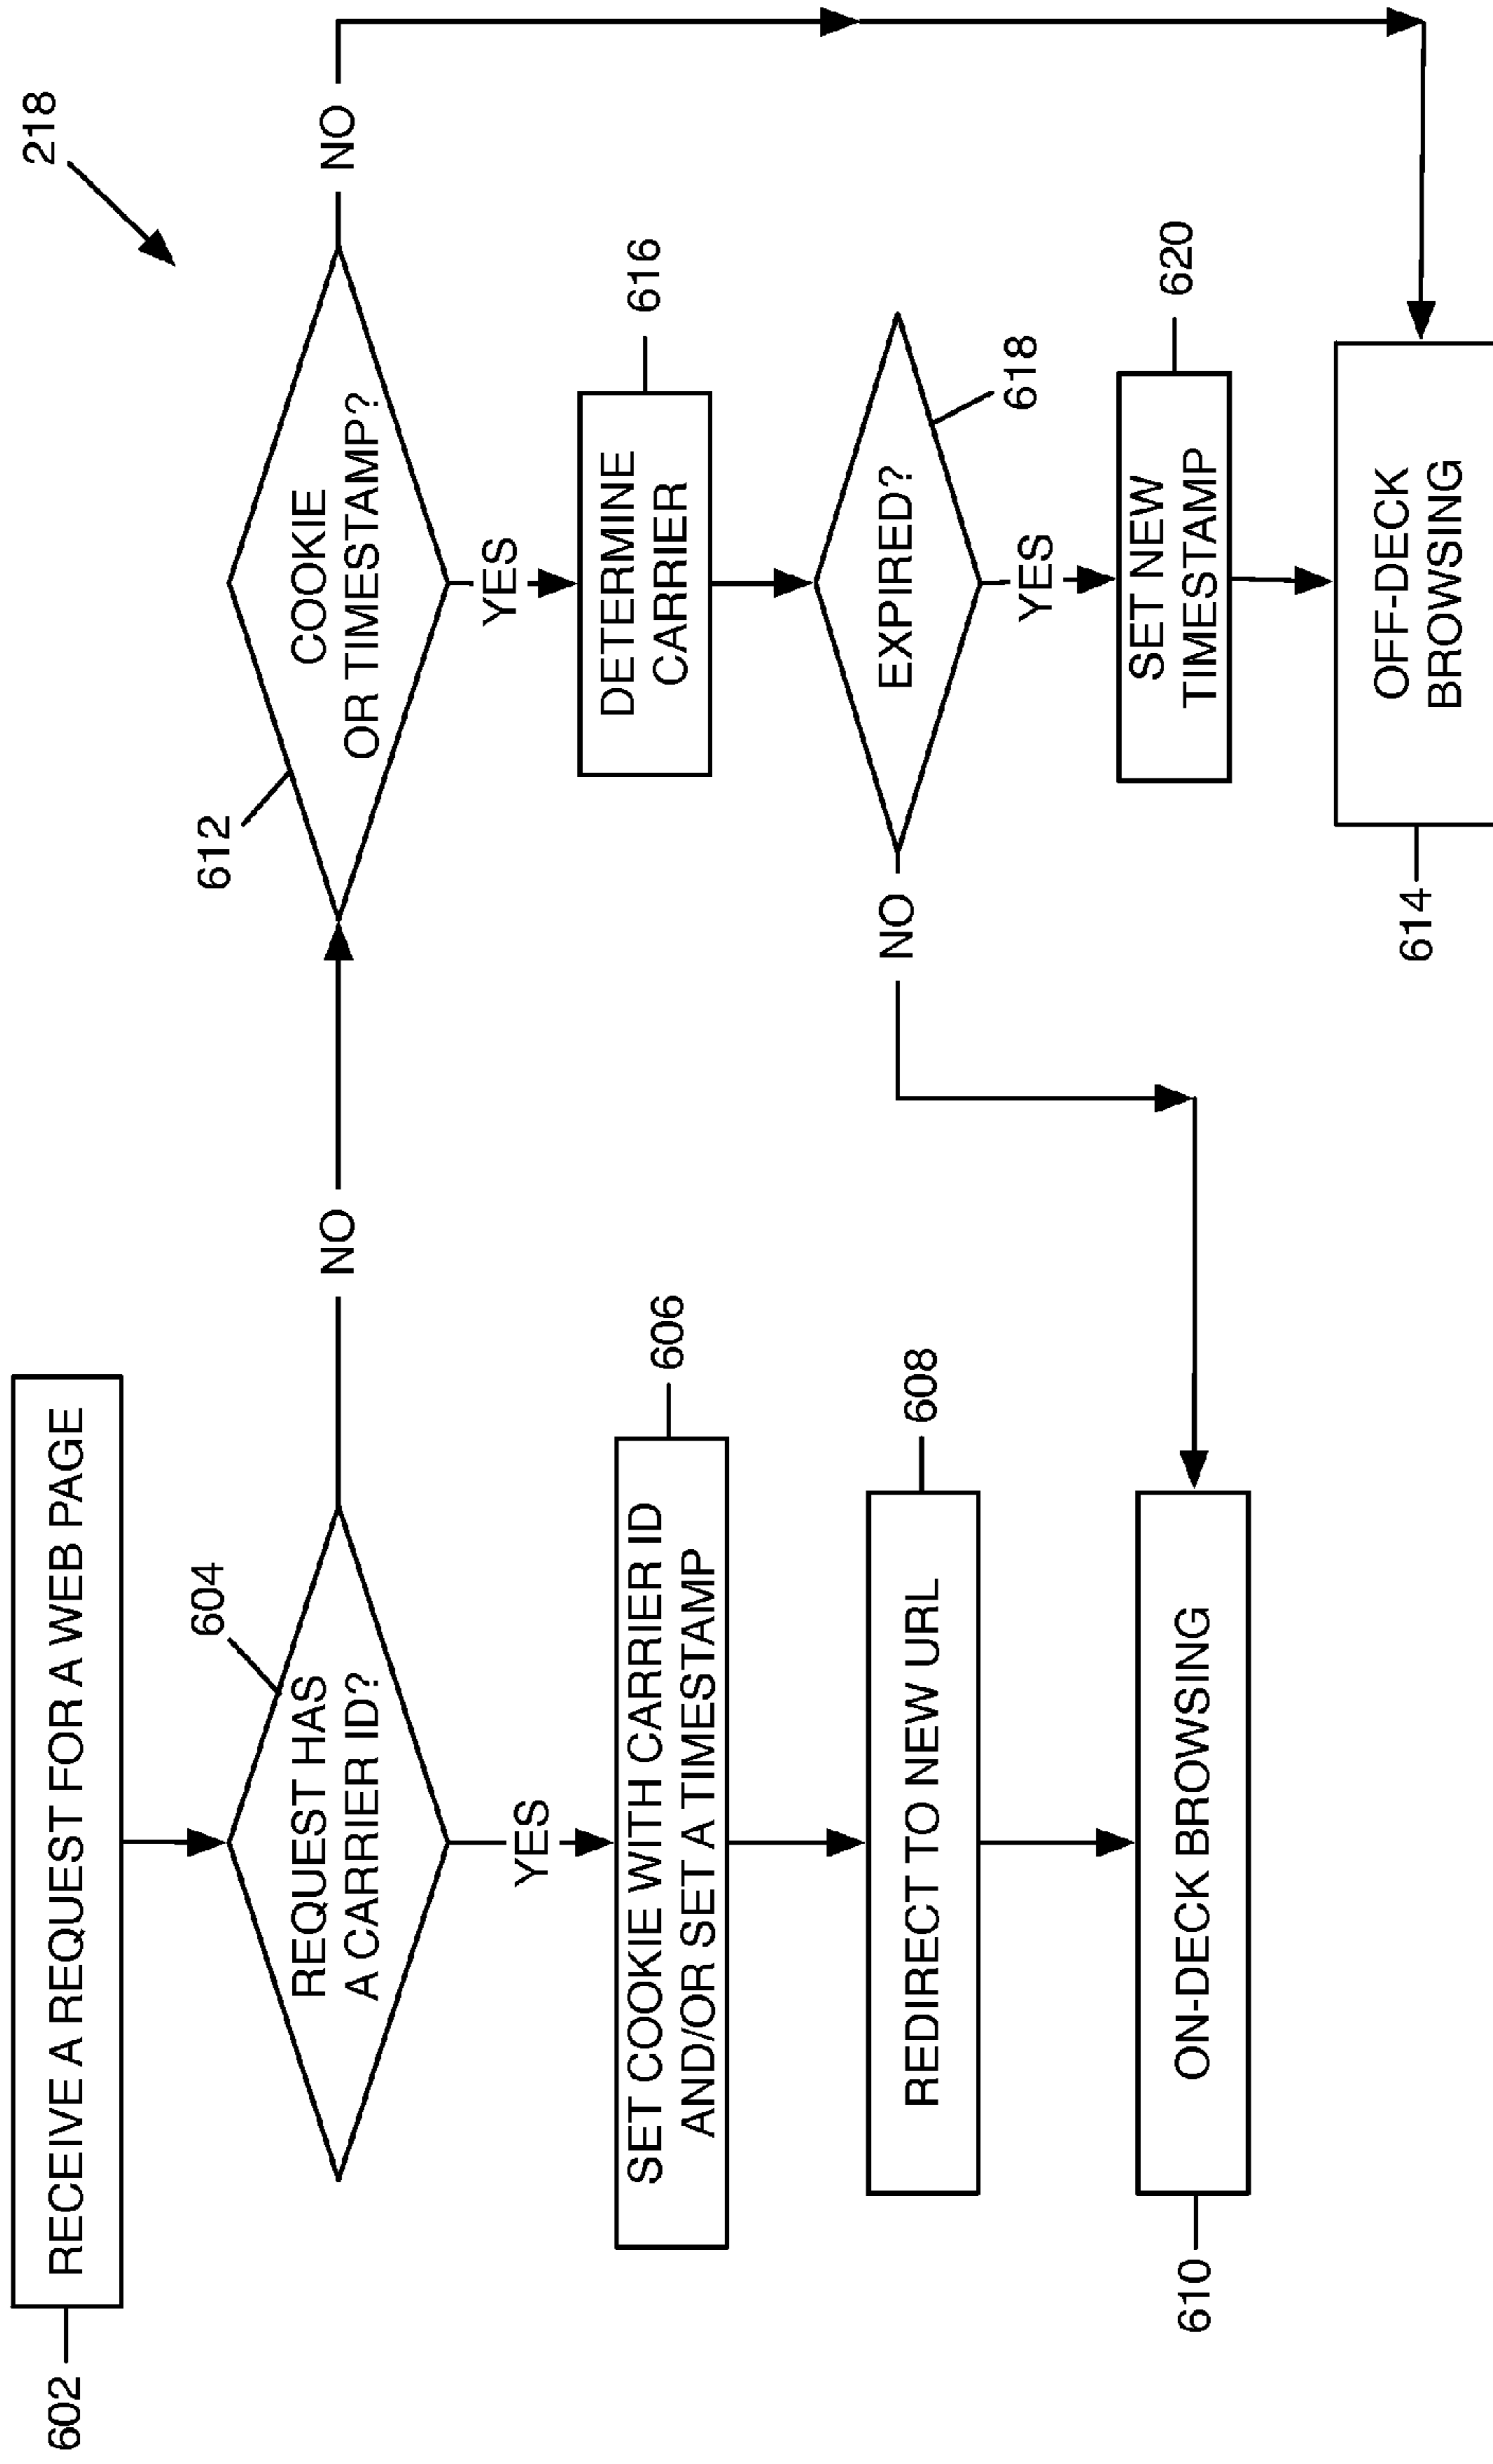 218
602
RECEIVE A REQUEST FOR A WEB PAGE
604
REQUEST HAS
A CARRIER ID?
NO
YES
606
SET COOKIE WITH CARRIER ID
AND/OR SET A TIMESTAMP
608
REDIRECT TO NEW URL
610
ON-DECK BROWSING
612
COOKIE
OR TIMESTAMP?
NO
YES
616
DETERMINE
CARRIER
618
EXPIRED?
NO
YES
620
SET NEW
TIMESTAMP
614
OFF-DECK
BROWSING